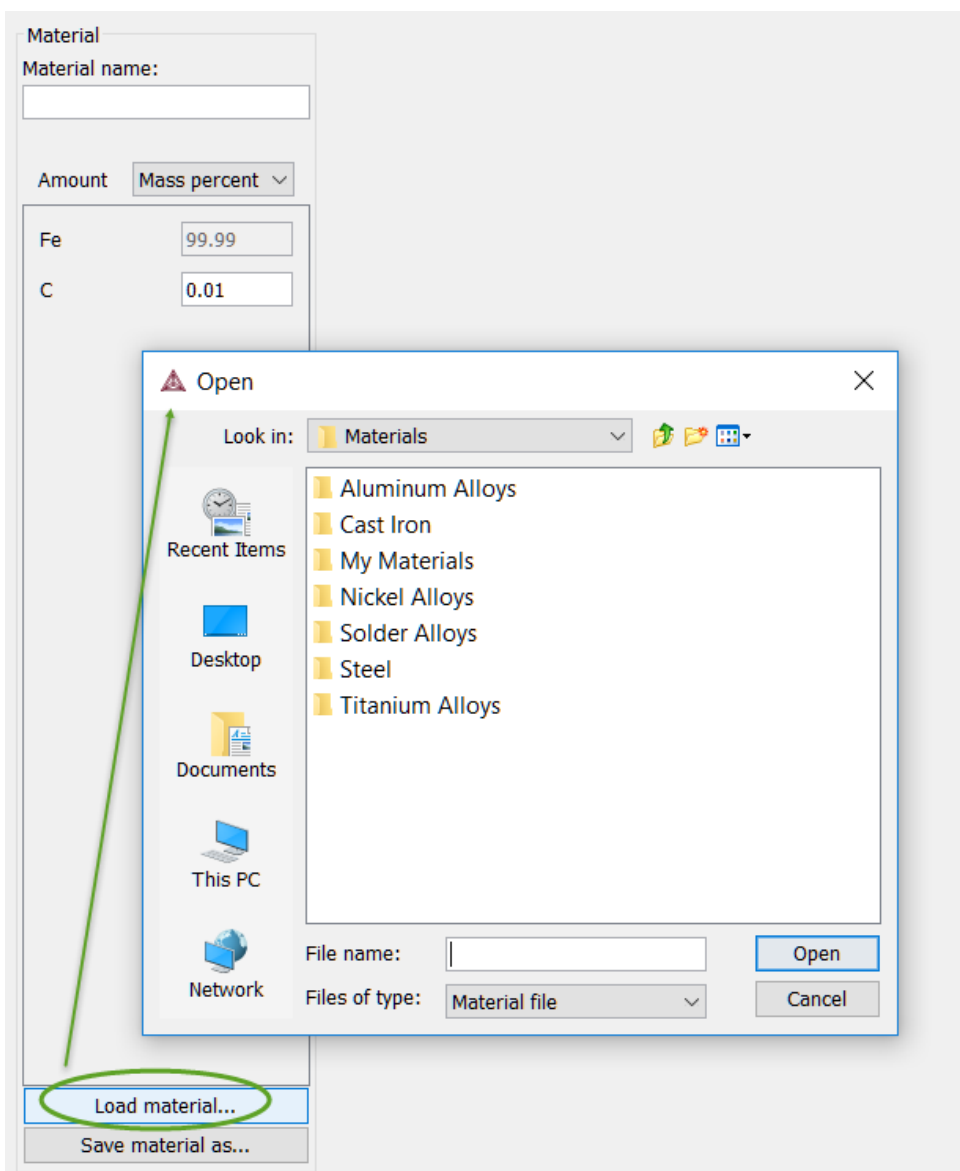 Material
Material name:
Amount Mass percent
Fe 99.99
C 0.01
Open
Look in: Materials
Recent Items
Desktop
Documents
This PC
Network
Aluminum Alloys
Cast Iron
My Materials
Nickel Alloys
Solder Alloys
Steel
Titanium Alloys
File name: Open
Files of type: Material file Cancel
Load material...
Save material as...